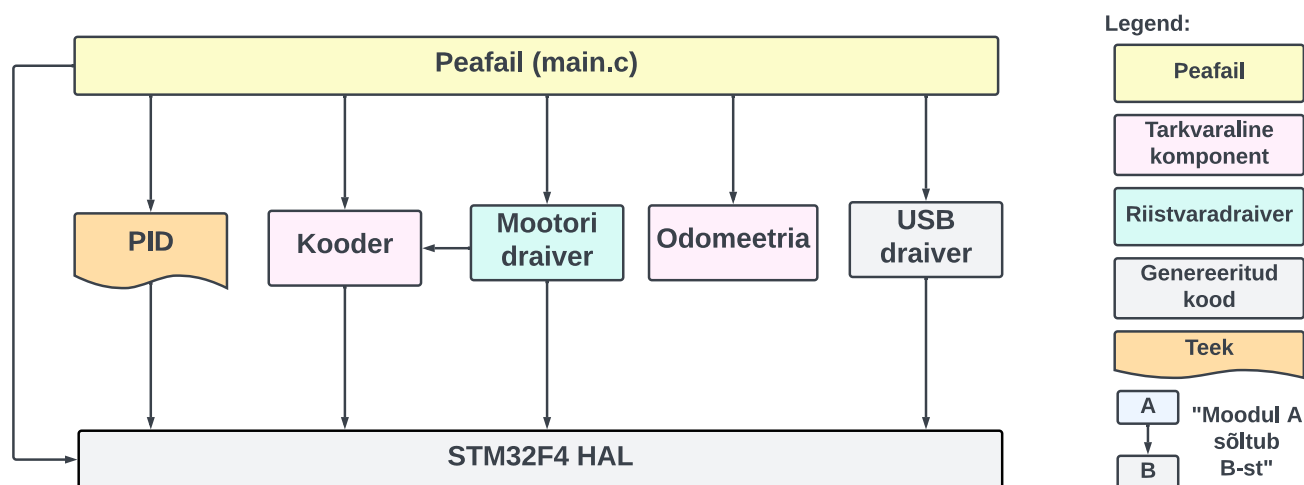 Legend:
Peafail (main.c)
Peafail
Tarkvaraline
komponent
PID
Kooder
Mootori
draiver
Odomeetria
USB
draiver
Riistvaradraiver
Genereeritud
kood
Teek
A
"Moodul A
sõltub
B-st"
B
STM32F4 HAL